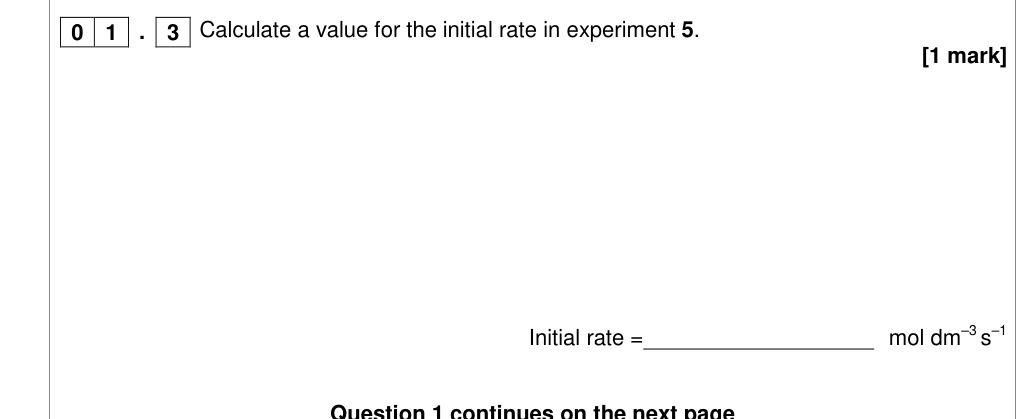 0 1 . 3 Calculate a value for the initial rate in experiment 5.
[1 mark]
Initial rate =____________________ mol dm⁻³ s⁻¹
Question 1 continues on the next page